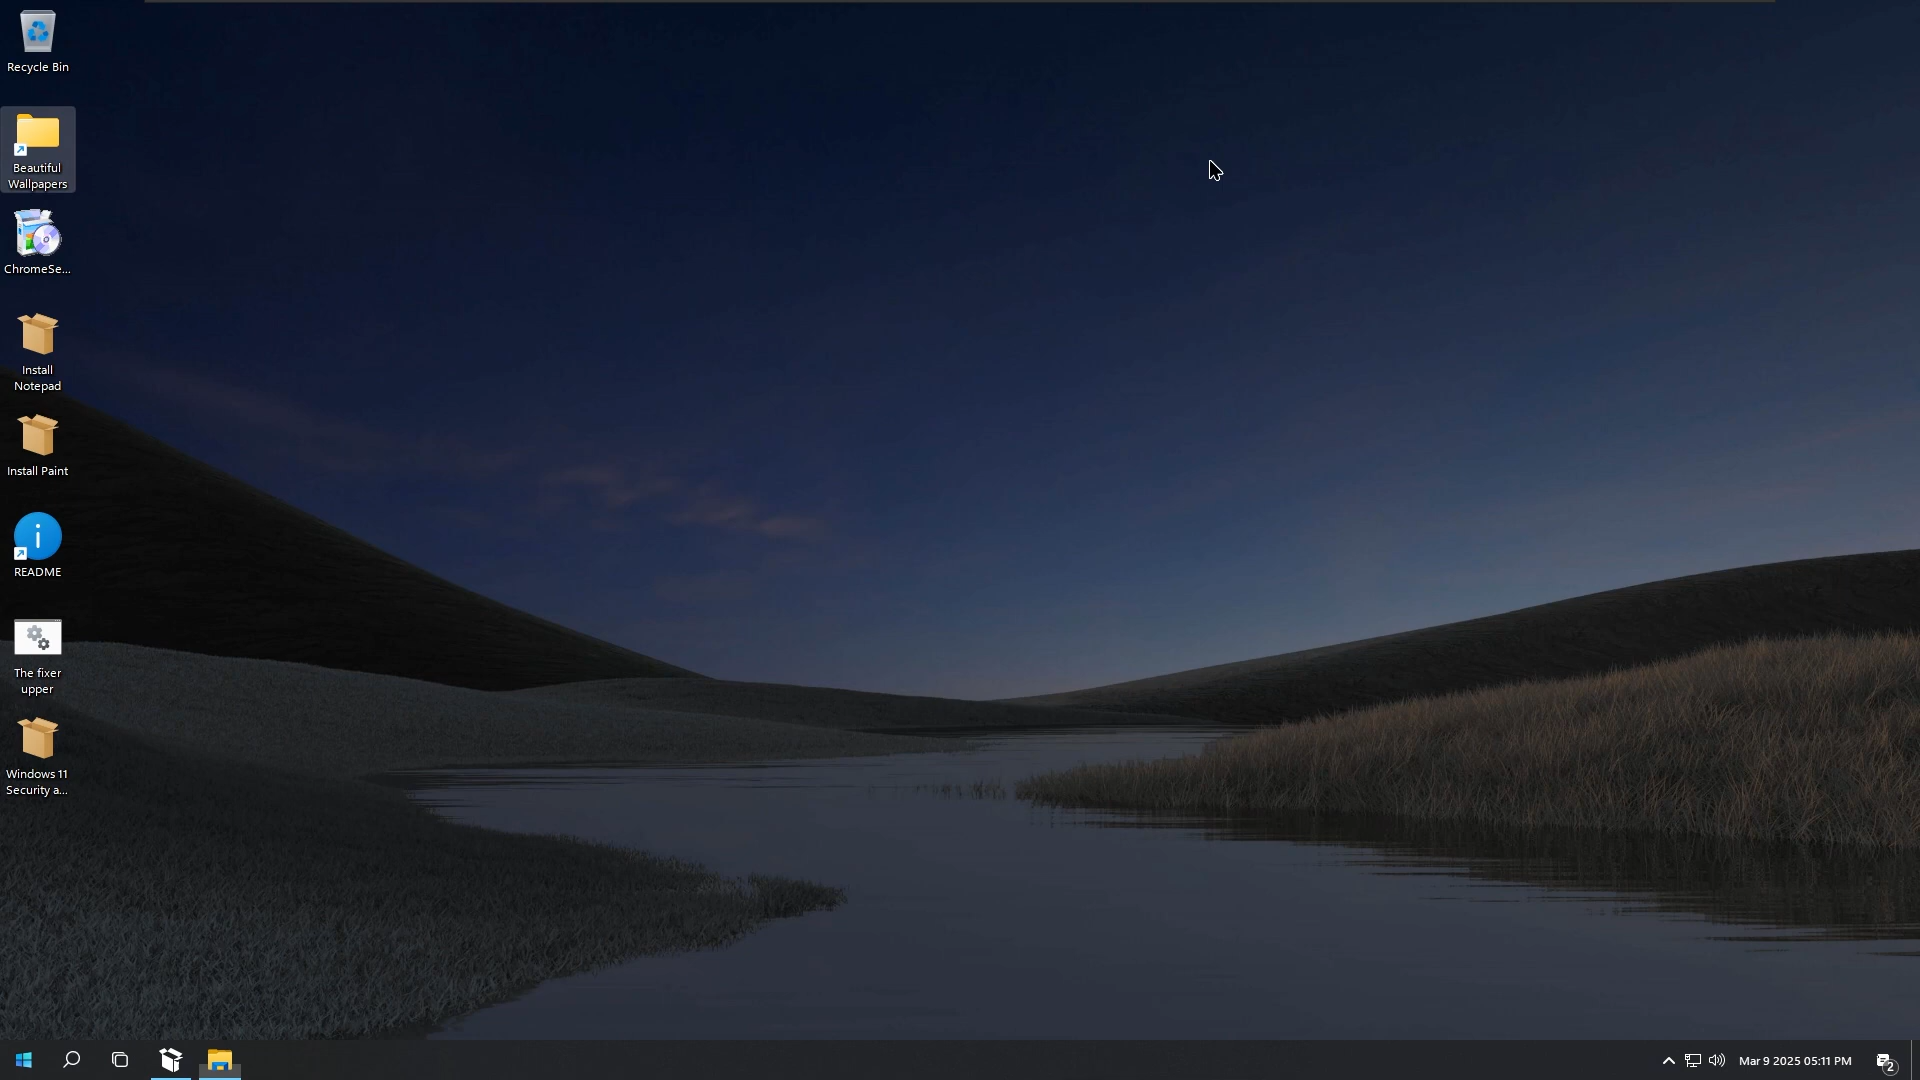 Recycle Bin
Beautiful
Wallpapers
ChromeSe...
Install
Notepad
Install Paint
README
The fixer
upper
Windows 11
Security a...
Mar 9 2025 05:11 PM
2